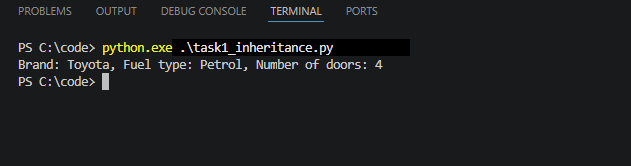 PROBLEMS OUTPUT DEBUG CONSOLE TERMINAL PORTS
PS C:\code> python.exe .\task1_inheritance.py
Brand: Toyota, Fuel type: Petrol, Number of doors: 4
PS C:\code>